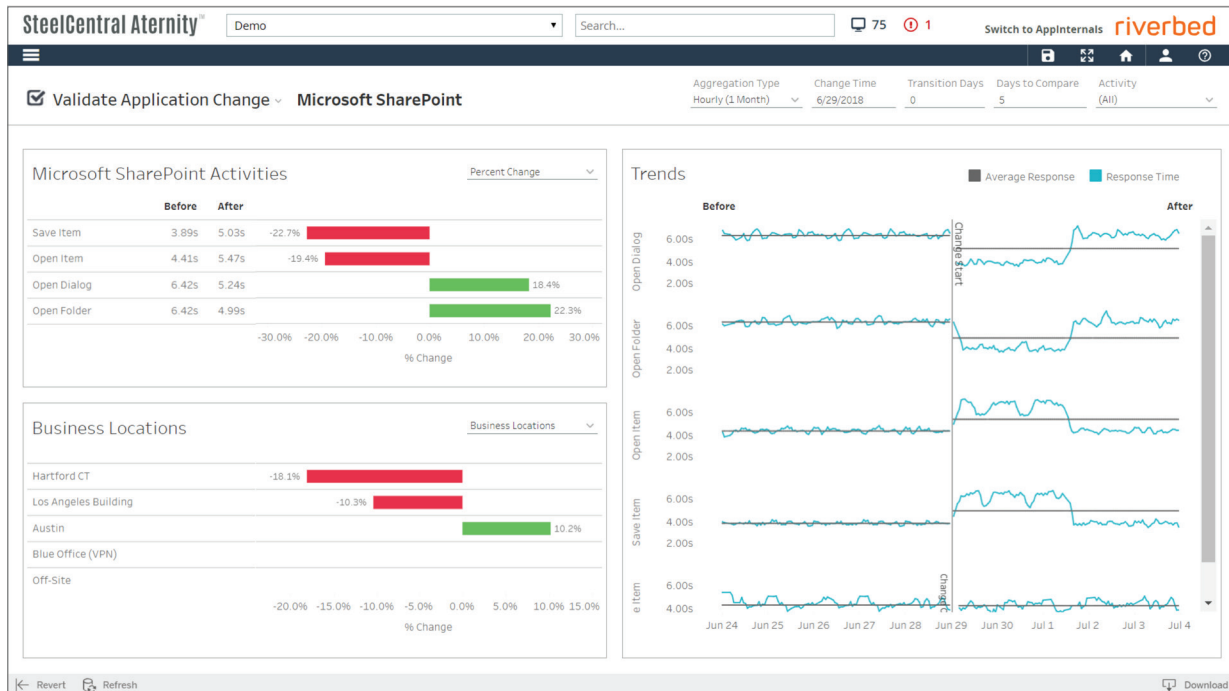 SteelCentral Aternity™ Demo Search... 75 1 Switch to AppInternals riverbed
Validate Application Change Microsoft SharePoint
Aggregation Type Change Time Transition Days Days to Compare Activity
Hourly (1 Month) 6/29/2018 0 5 (All)
Microsoft SharePoint Activities Percent Change
Before After
Save Item 3.89s 5.03s -22.7%
Open Item 4.41s 5.47s -19.4%
Open Dialog 6.42s 5.24s 18.4%
Open Folder 6.42s 4.99s 22.3%
-30.0% -20.0% -10.0% 0.0% 10.0% 20.0% 30.0%
% Change
Business Locations Business Locations
Hartford CT -18.1%
Los Angeles Building -10.3%
Austin 10.2%
Blue Office (VPN)
Off-Site
-20.0% -15.0% -10.0% -5.0% 0.0% 5.0% 10.0% 15.0%
% Change
Trends Average Response Response Time
Before After
Open Dialog
6.00s
4.00s
2.00s
Change Start
Open Folder
6.00s
4.00s
2.00s
Open Item
6.00s
4.00s
2.00s
Save Item
6.00s
4.00s
2.00s
e Item
6.00s
4.00s
Change C
Jun 24 Jun 25 Jun 26 Jun 27 Jun 28 Jun 29 Jun 30 Jul 1 Jul 2 Jul 3 Jul 4
Revert Refresh Download